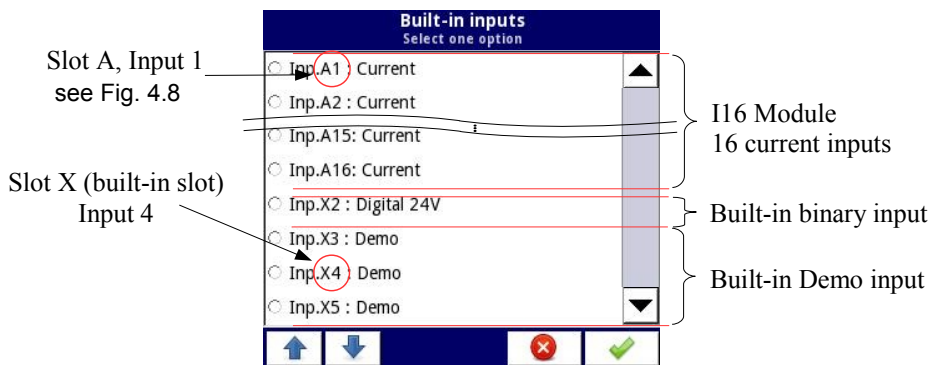 Built-in inputs
Select one option
Slot A, Input 1
see Fig. 4.8
Inp.A1 : Current
Inp.A2 : Current
Inp.A15: Current
Inp.A16: Current
I16 Module
16 current inputs
Slot X (built-in slot)
Input 4
Inp.X2 : Digital 24V
Built-in binary input
Inp.X3 : Demo
Inp.X4 : Demo
Inp.X5 : Demo
Built-in Demo input